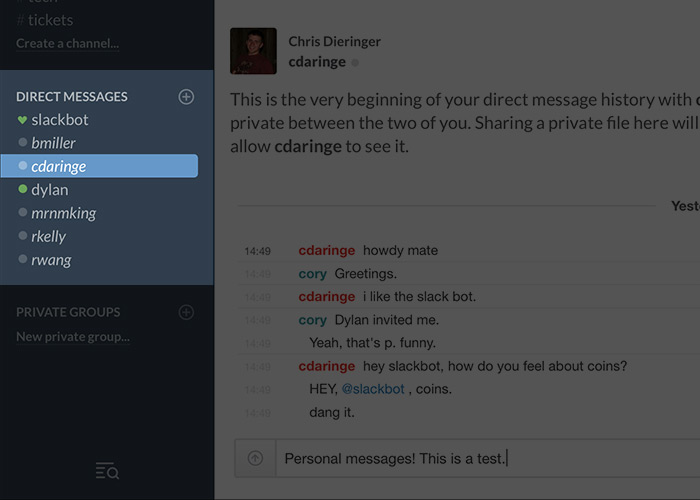 # tickets
Create a channel...
DIRECT MESSAGES
slackbot
bmiller
cdaringe
dylan
mrnmking
rkelly
rwang
PRIVATE GROUPS
New private group...
Chris Dieringer
cdaringe
This is the very beginning of your direct message history with
private between the two of you. Sharing a private file here will
allow cdaringe to see it.
14:49 cdaringe howdy mate
14:49 cory Greetings.
14:49 cdaringe i like the slack bot.
14:49 cory Dylan invited me.
Yeah, that's p. funny.
14:49 cdaringe hey slackbot, how do you feel about coins?
14:49 HEY, @slackbot , coins.
14:49 dang it.
Personal messages! This is a test.